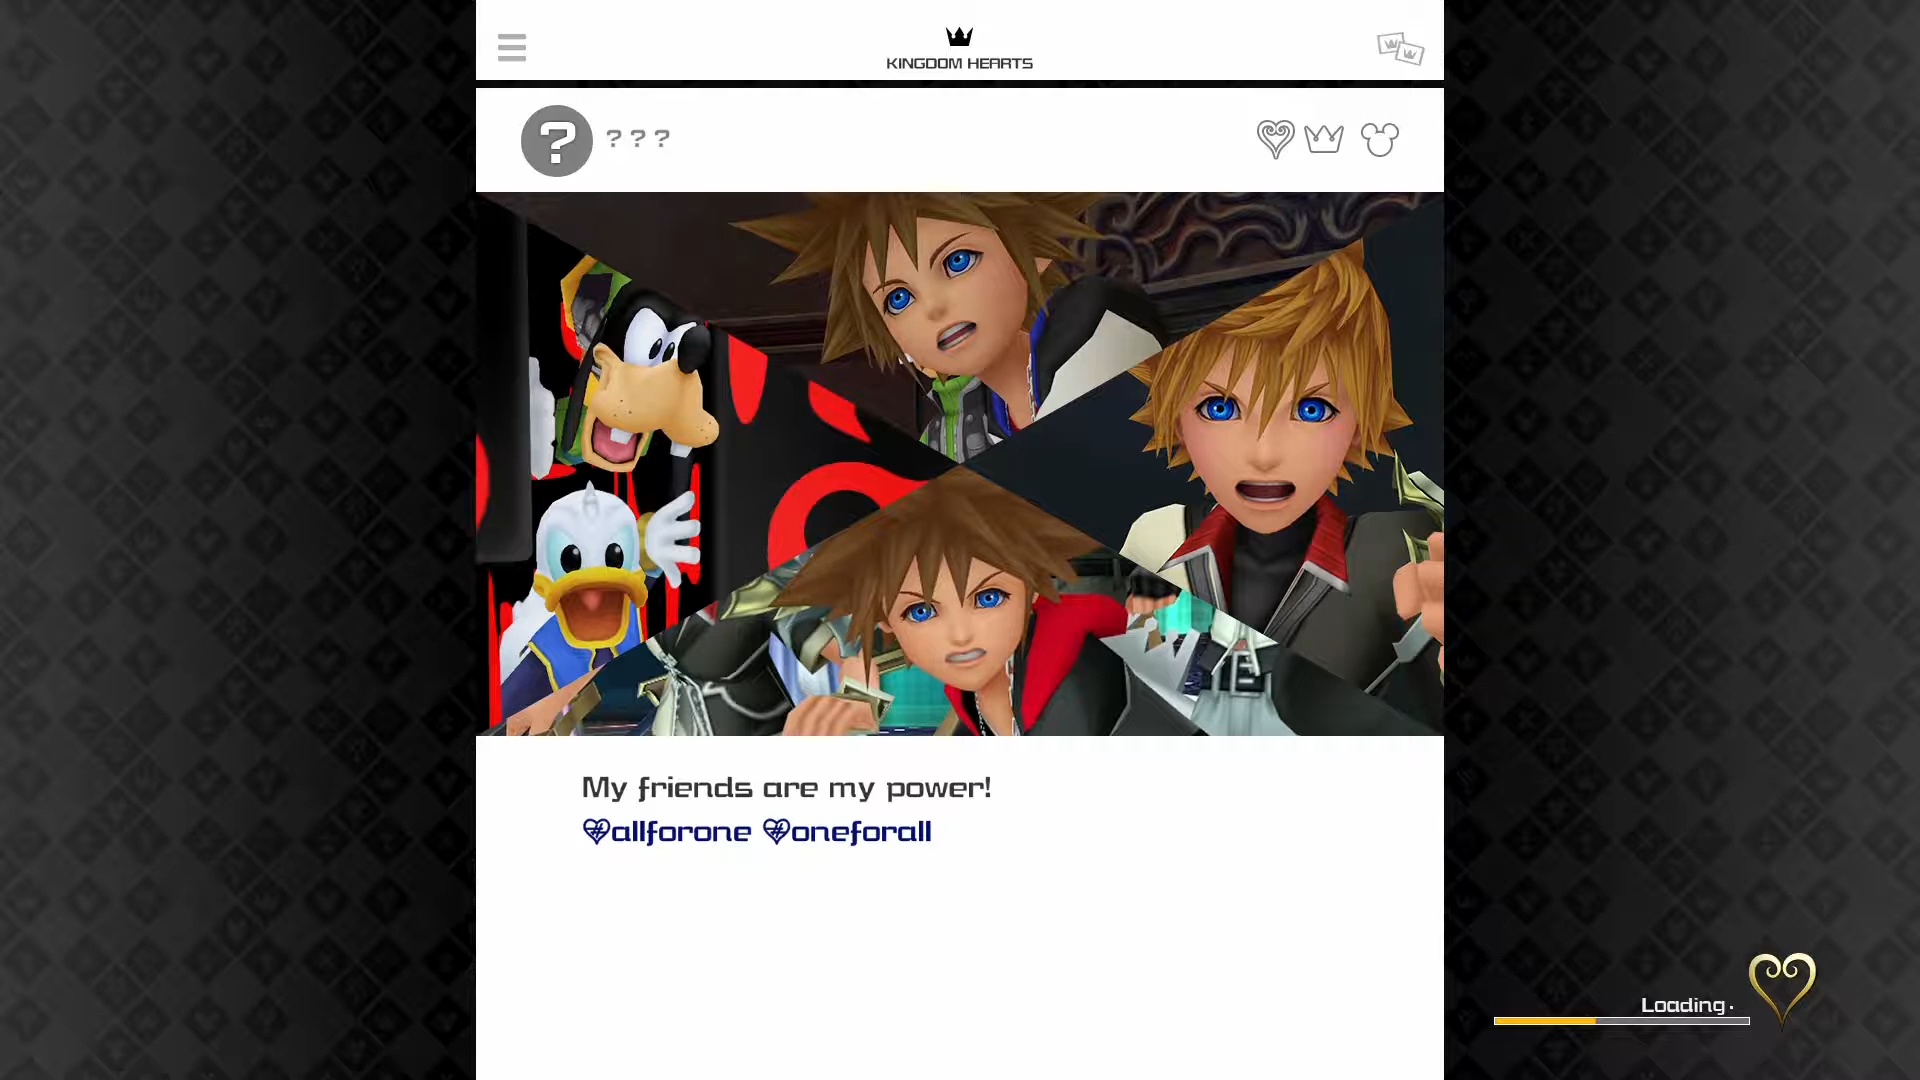 KINGDOM HEARTS
?
? ? ?
My friends are my power!
#allforone #oneforall
Loading.